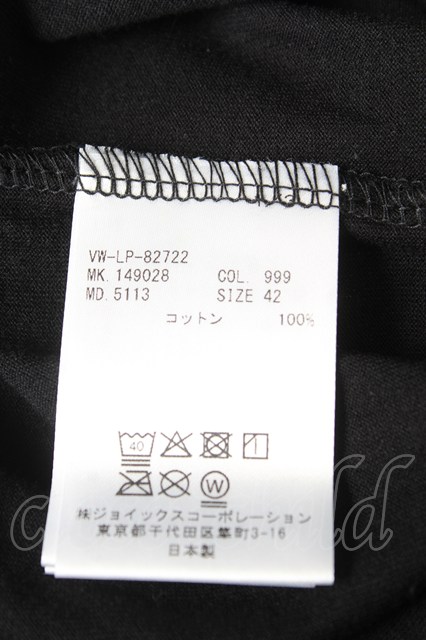 VW-LP-82722
MK. 149028 COL. 999
MD. 5113 SIZE 42
コットン 100%
40
W
株ジョイックスコーポレーション
東京都千代田区麹町3-16
日本製